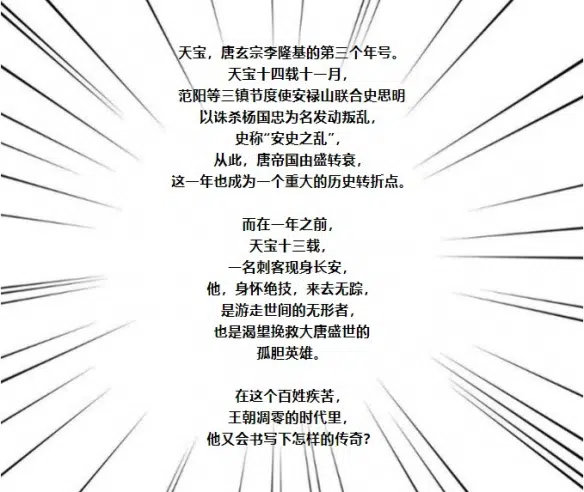 天宝，唐玄宗李隆基的第三个年号。
天宝十四载十一月，
范阳等三镇节度使安禄山联合史思明
以诛杀杨国忠为名发动叛乱，
史称“安史之乱”，
从此，唐帝国由盛转衰，
这一年也成为一个重大的历史转折点。
而在一年之前，
天宝十三载，
一名刺客现身长安，
他，身怀绝技，来去无踪，
是游走世间的无形者，
也是渴望挽救大唐盛世的
孤胆英雄。
在这个百姓疾苦，
王朝凋零的时代里，
他又会书写下怎样的传奇？